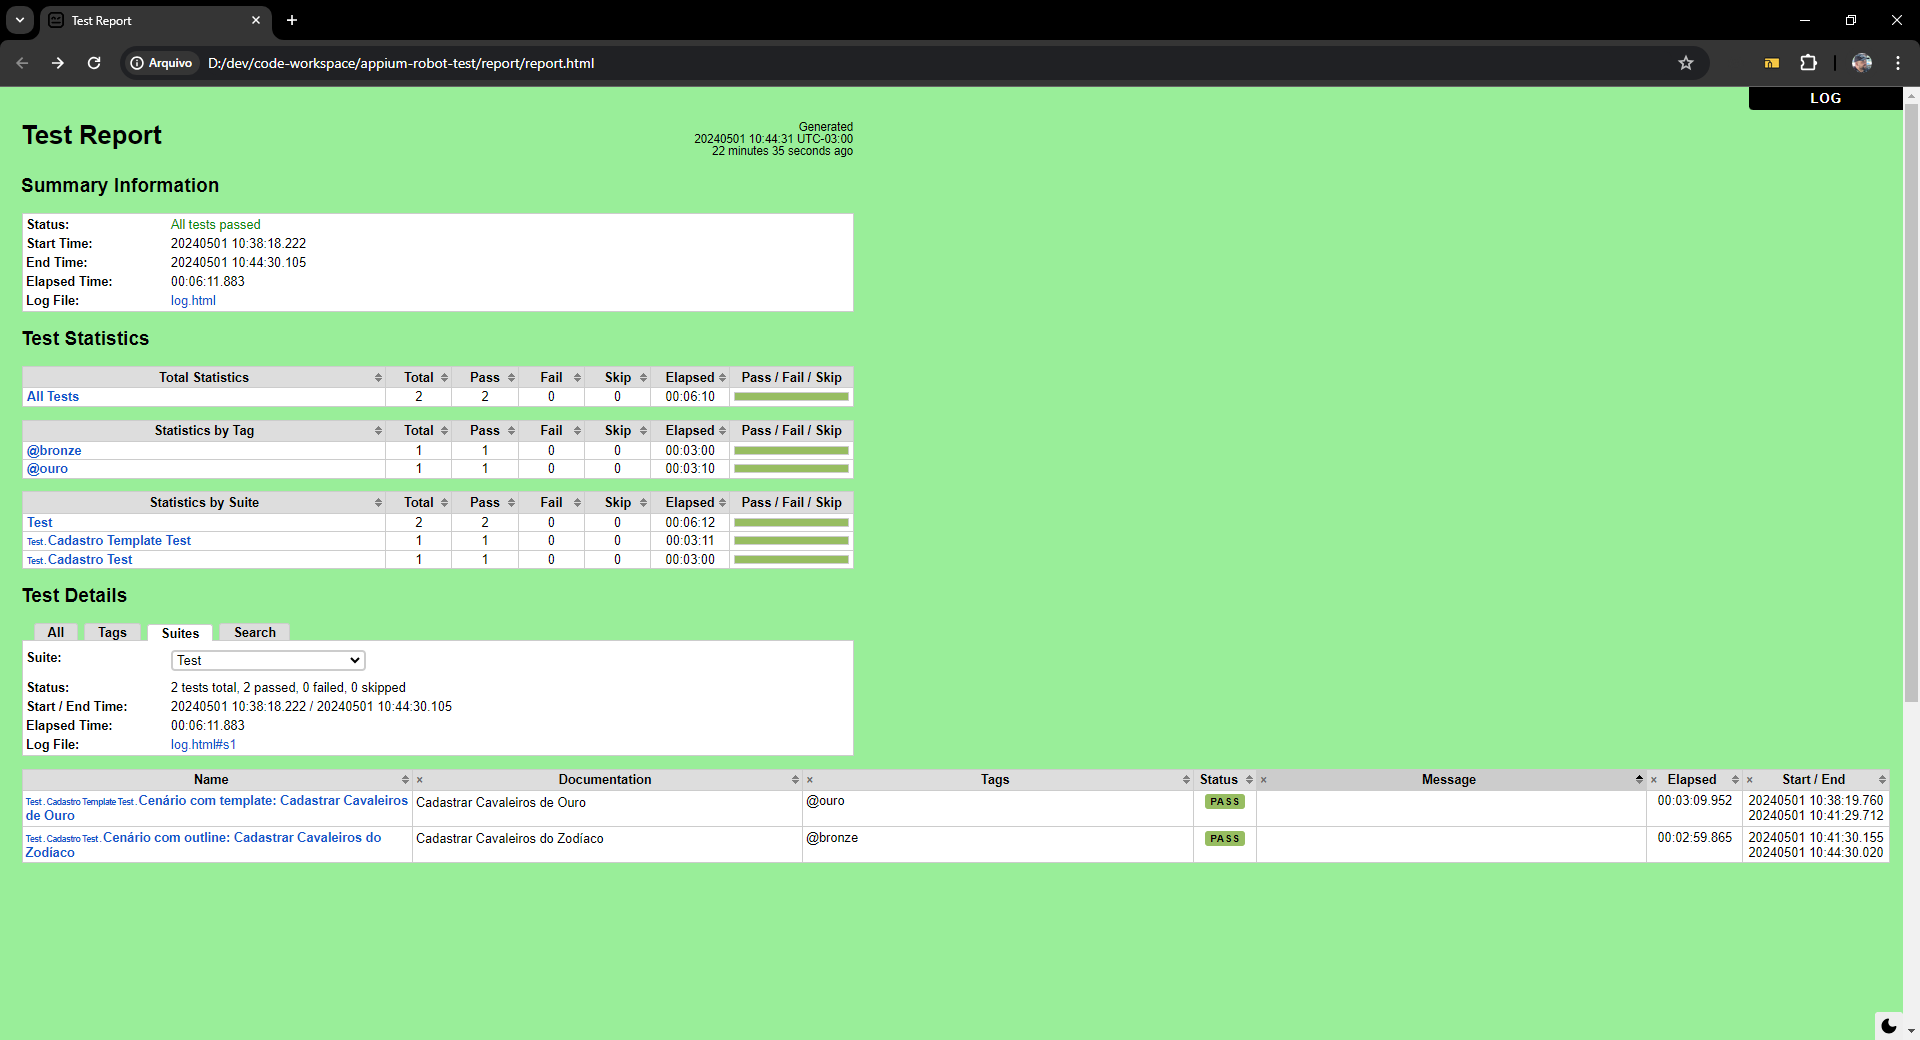 Test Report
Arquivo D:/dev/code-workspace/appium-robot-test/report/report.html
LOG
Test Report
Generated
20240501 10:44:31 UTC-03:00
22 minutes 35 seconds ago
Summary Information
Status: All tests passed
Start Time: 20240501 10:38:18.222
End Time: 20240501 10:44:30.105
Elapsed Time: 00:06:11.883
Log File: log.html
Test Statistics
Total Statistics Total Pass Fail Skip Elapsed Pass / Fail / Skip
All Tests 2 2 0 0 00:06:10
Statistics by Tag Total Pass Fail Skip Elapsed Pass / Fail / Skip
@bronze 1 1 0 0 00:03:00
@ouro 1 1 0 0 00:03:10
Statistics by Suite Total Pass Fail Skip Elapsed Pass / Fail / Skip
Test 2 2 0 0 00:06:12
Test . Cadastro Template Test 1 1 0 0 00:03:11
Test . Cadastro Test 1 1 0 0 00:03:00
Test Details
All Tags Suites Search
Suite: Test
Status: 2 tests total, 2 passed, 0 failed, 0 skipped
Start / End Time: 20240501 10:38:18.222 / 20240501 10:44:30.105
Elapsed Time: 00:06:11.883
Log File: log.html#s1
Name × Documentation × Tags Status × Message × Elapsed × Start / End
Test . Cadastro Template Test . Cenário com template: Cadastrar Cavaleiros Cadastrar Cavaleiros de Ouro @ouro PASS 00:03:09.952 20240501 10:38:19.760
de Ouro 20240501 10:41:29.712
Test . Cadastro Test . Cenário com outline: Cadastrar Cavaleiros do Cadastrar Cavaleiros do Zodíaco @bronze PASS 00:02:59.865 20240501 10:41:30.155
Zodíaco 20240501 10:44:30.020